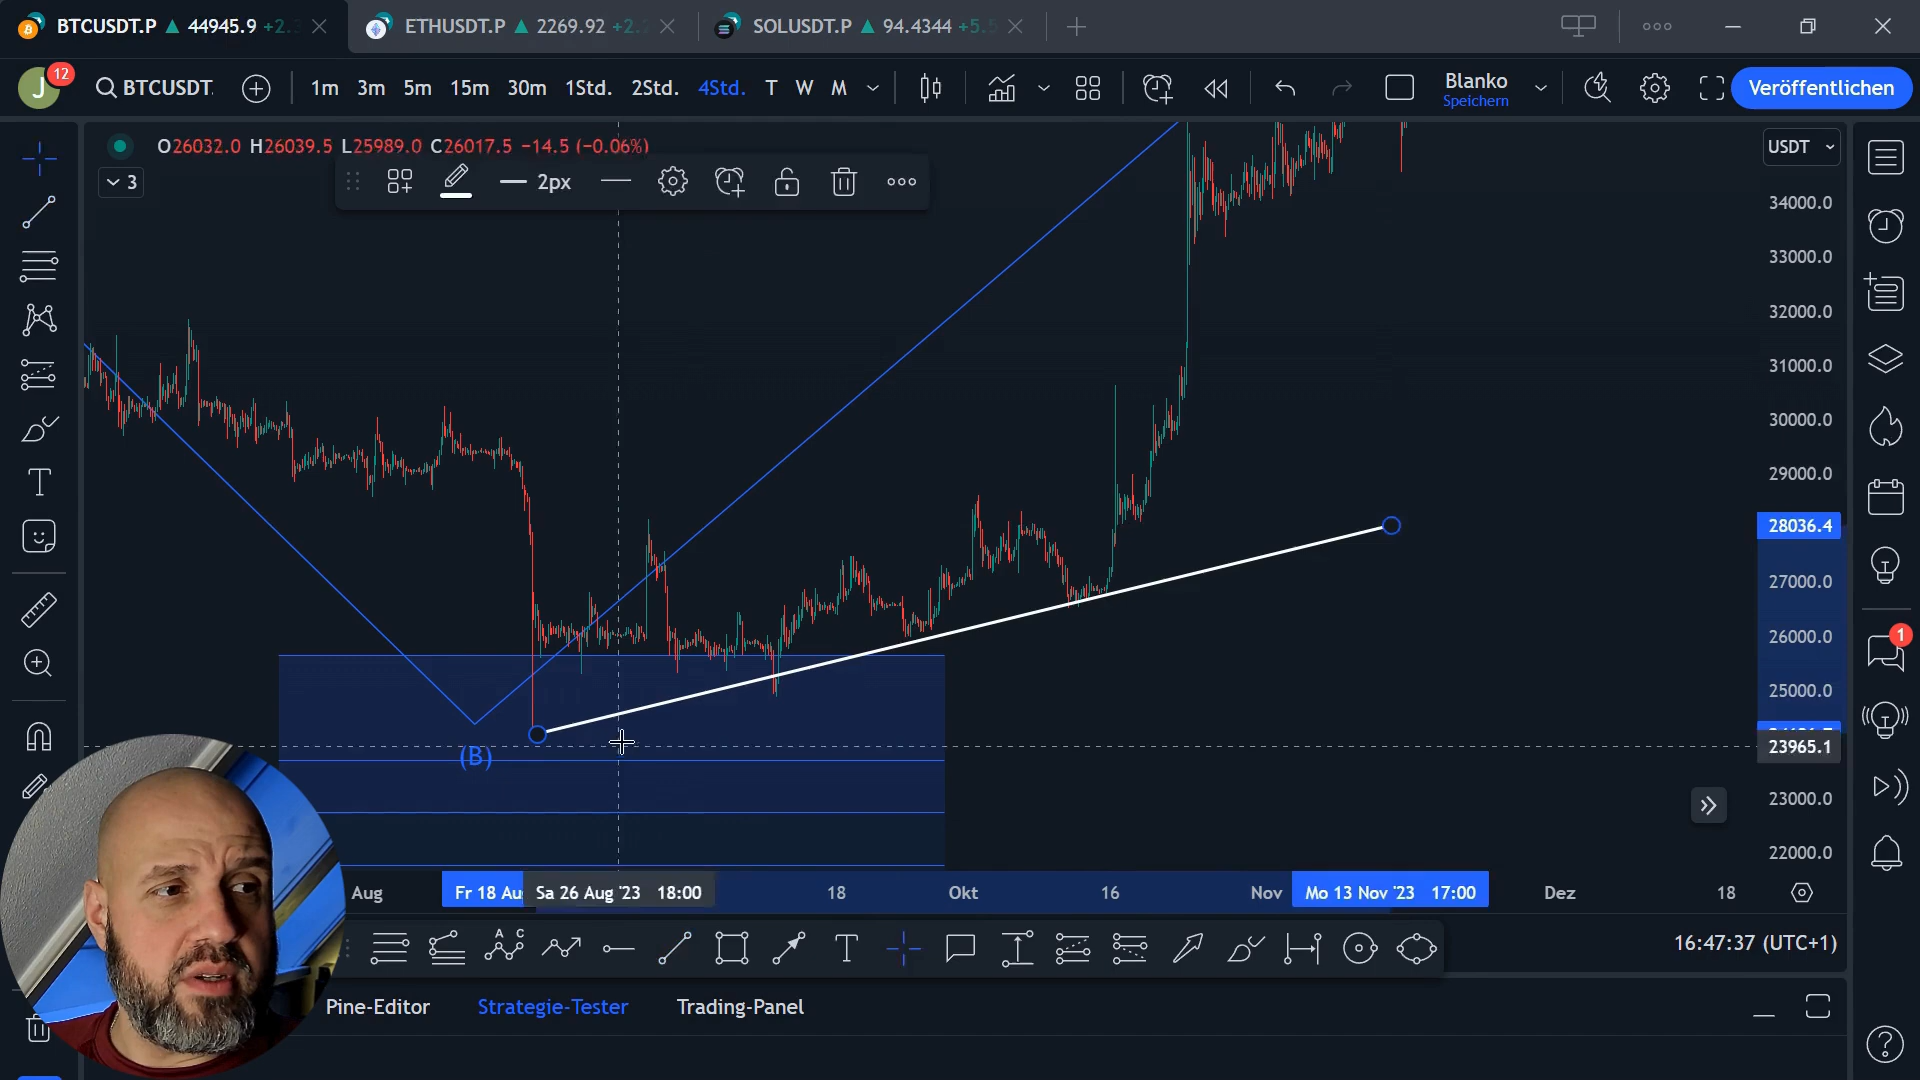 BTCUSDT.P ▲ 44945.9 ETHUSDT.P ▲ 2269.92 SOLUSDT.P ▲ 94.4344
J 12 BTCUSDT. 1m 3m 5m 15m 30m 1Std. 2Std. 4Std. T W M Blanko Speichern Veröffentlichen
O26032.0 H26039.5 L25989.0 C26017.5 −14.5 (−0.06%)
USDT
3
2px
34000.0
33000.0
32000.0
31000.0
30000.0
29000.0
28036.4
27000.0
26000.0
25000.0
23965.1
23000.0
22000.0
(B)
T
1
Aug Fr 18 Au Sa 26 Aug '23 18:00 18 Okt 16 Nov Mo 13 Nov '23 17:00 Dez 18
A C
T
16:47:37 (UTC+1)
Pine-Editor Strategie-Tester Trading-Panel